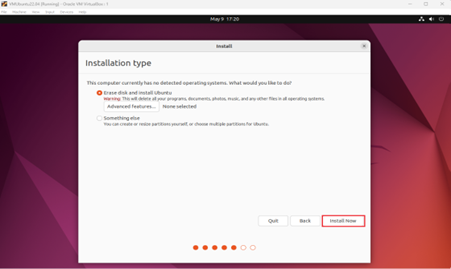 VMUbuntu22.04 [Running] - Oracle VM VirtualBox : 1
File Machine View Input Devices Help
May 9 17:20
Install
Installation type
This computer currently has no detected operating systems. What would you like to do?
Erase disk and install Ubuntu
Warning: This will delete all your programs, documents, photos, music, and any other files in all operating systems.
Advanced features... None selected
Something else
You can create or resize partitions yourself, or choose multiple partitions for Ubuntu.
Quit Back Install Now